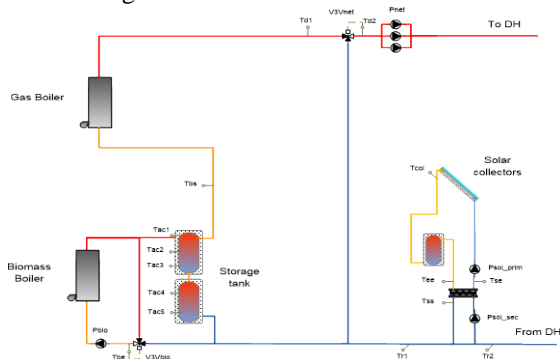 V3Vnet
Pnet
Td1
Td2
To DH
Gas Boiler
Solar
collectors
Tcol
Tbs
Tac1
Tac2
Tac3
Storage
tank
Biomass
Boiler
Psol_prim
Tee
Tse
Tss
Tac4
Tac5
Psol_sec
Pbio
From DH
Tbe
V3Vbio
Tr1
Tr2